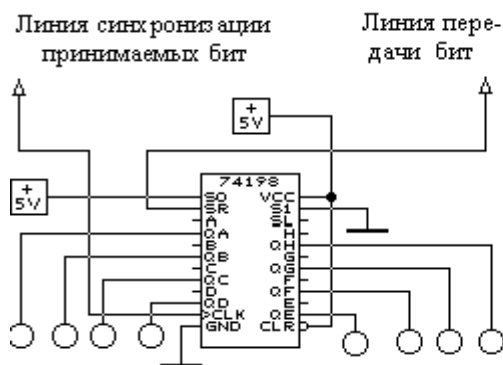 Линия синхронизации
принимаемых бит
Линия пере-
дачи бит
+
5V
+
5V
74198
S0 VCC
SR S1
A SL
QA H
B QH
QB G
C QG
QC F
D QF
QD E
CLK QE
GND CLR